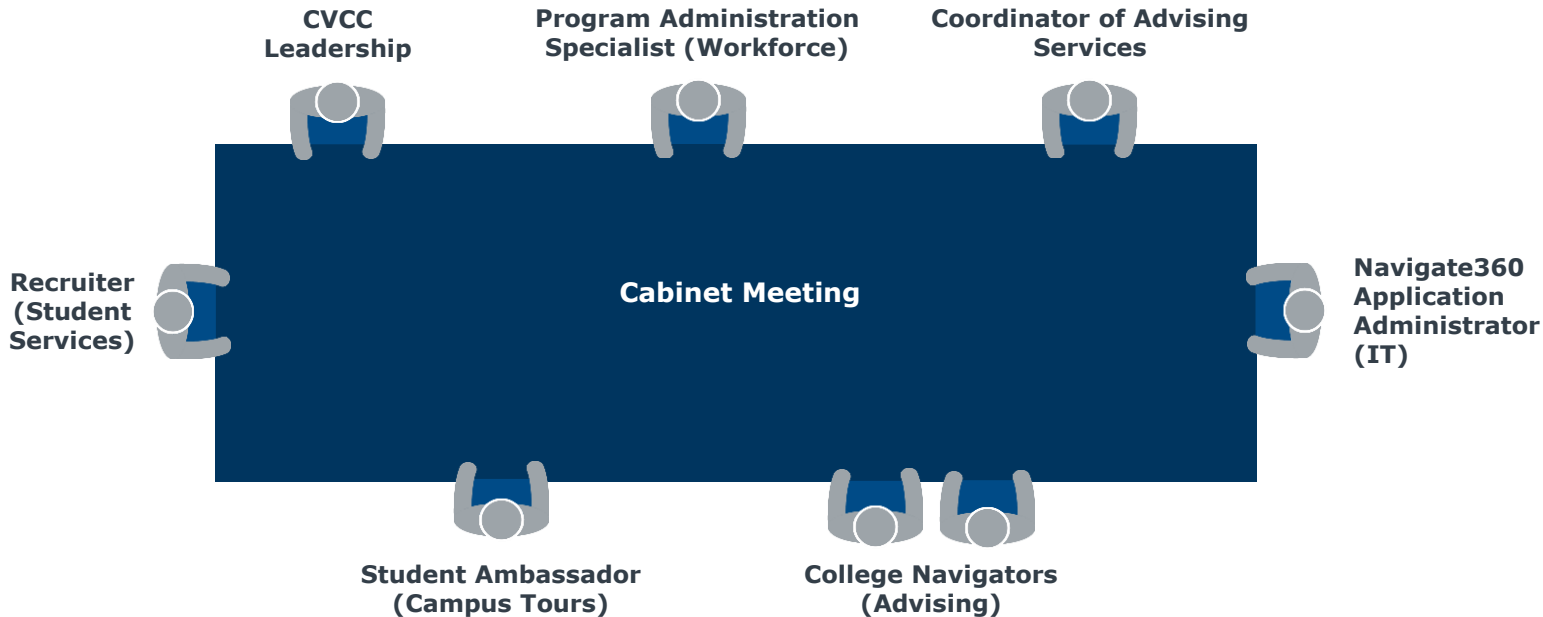 CVCC
Leadership
Program Administration
Specialist (Workforce)
Coordinator of Advising
Services
Recruiter
(Student
Services)
Cabinet Meeting
Navigate360
Application
Administrator
(IT)
Student Ambassador
(Campus Tours)
College Navigators
(Advising)